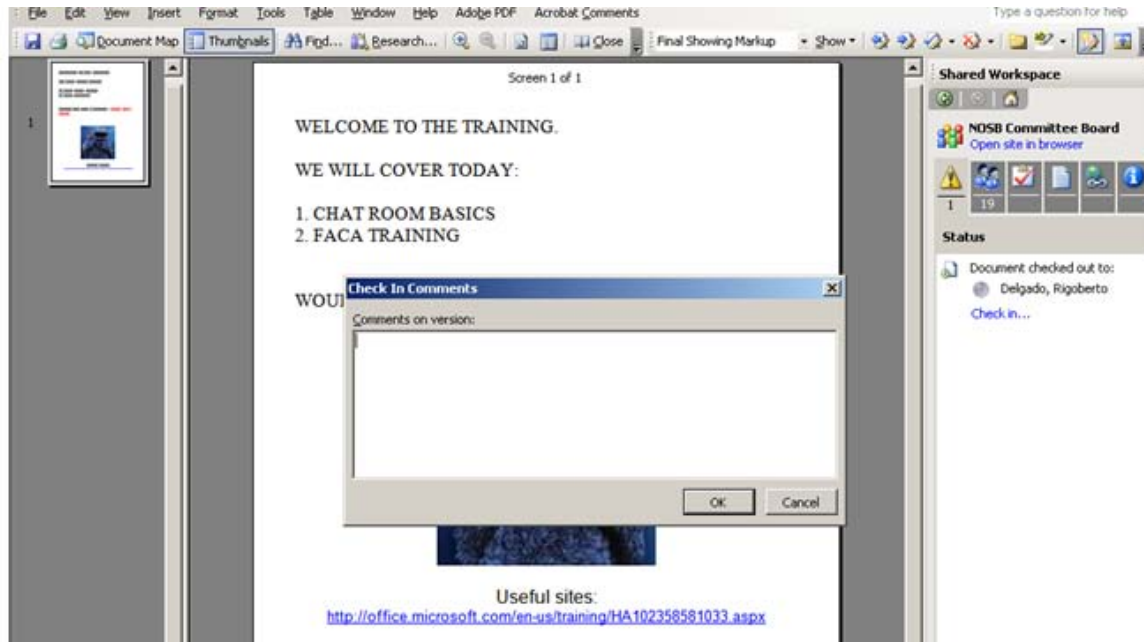 File Edit View Insert Format Tools Table Window Help Adobe PDF Acrobat Comments Type a question for help
Document Map Thumbnails Find... Research... Close Final Showing Markup Show
Screen 1 of 1
WELCOME TO THE TRAINING.
WE WILL COVER TODAY:
1. CHAT ROOM BASICS
2. FACA TRAINING
WOUL
Check In Comments
Comments on version:
OK Cancel
Useful sites:
http://office.microsoft.com/en-us/training/HA102358581033.aspx
1
Shared Workspace
NOSB Committee Board
Open site in browser
1 19
Status
Document checked out to:
Delgado, Rigoberto
Check in...